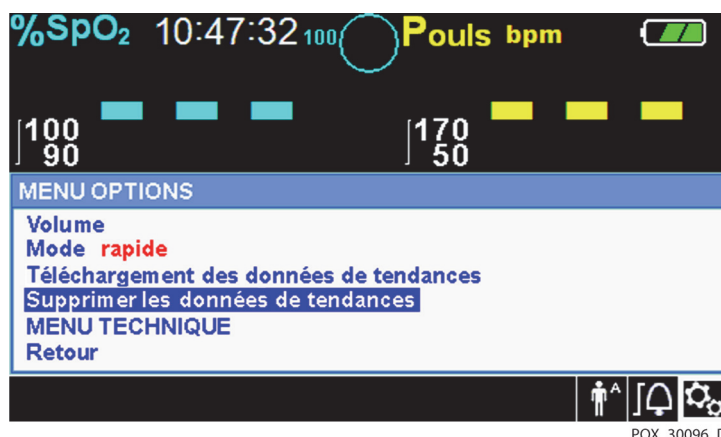 %SpO₂ 10:47:32 100 Pouls bpm
100 170
90 50
MENU OPTIONS
Volume
Mode rapide
Téléchargement des données de tendances
Supprimer les données de tendances
MENU TECHNIQUE
Retour
A
POX_30096_